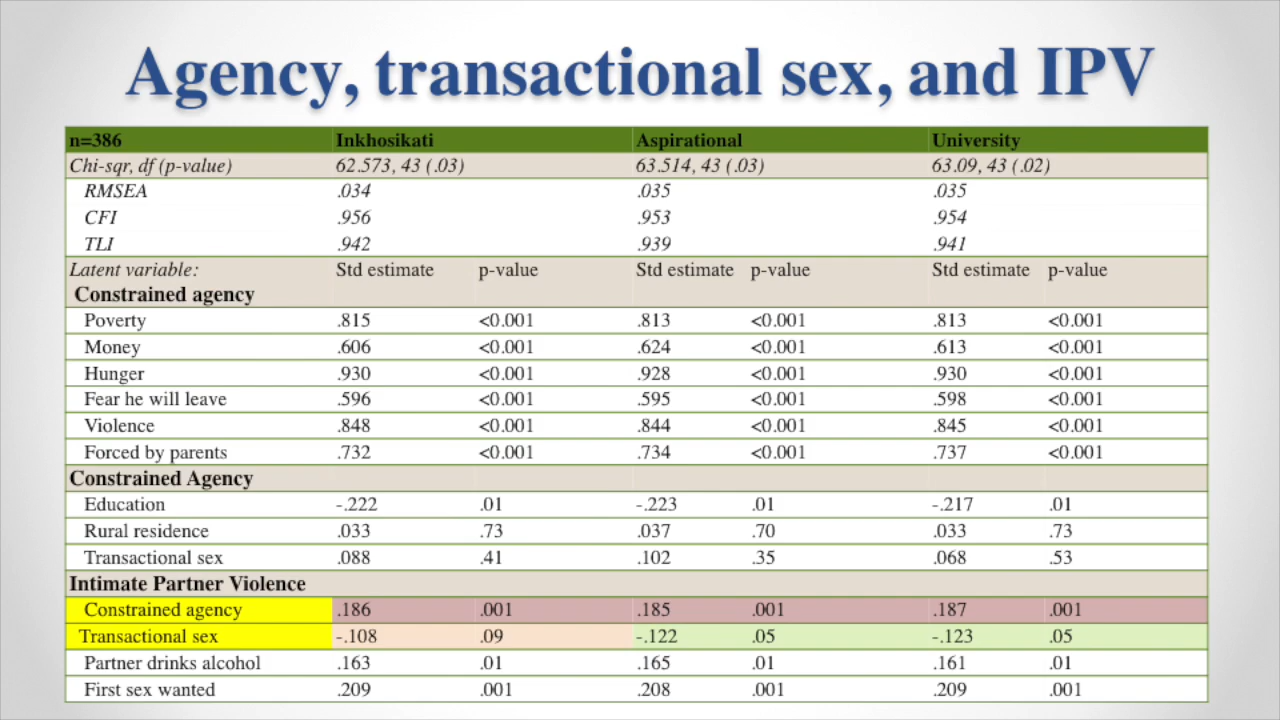 Agency, transactional sex, and IPV
n=386 Inkhosikati Aspirational University
Chi-sqr, df (p-value) 62.573, 43 (.03) 63.514, 43 (.03) 63.09, 43 (.02)
RMSEA .034 .035 .035
CFI .956 .953 .954
TLI .942 .939 .941
Latent variable: Std estimate p-value Std estimate p-value Std estimate p-value
Constrained agency
Poverty .815 <0.001 .813 <0.001 .813 <0.001
Money .606 <0.001 .624 <0.001 .613 <0.001
Hunger .930 <0.001 .928 <0.001 .930 <0.001
Fear he will leave .596 <0.001 .595 <0.001 .598 <0.001
Violence .848 <0.001 .844 <0.001 .845 <0.001
Forced by parents .732 <0.001 .734 <0.001 .737 <0.001
Constrained Agency
Education -.222 .01 -.223 .01 -.217 .01
Rural residence .033 .73 .037 .70 .033 .73
Transactional sex .088 .41 .102 .35 .068 .53
Intimate Partner Violence
Constrained agency .186 .001 .185 .001 .187 .001
Transactional sex -.108 .09 -.122 .05 -.123 .05
Partner drinks alcohol .163 .01 .165 .01 .161 .01
First sex wanted .209 .001 .208 .001 .209 .001